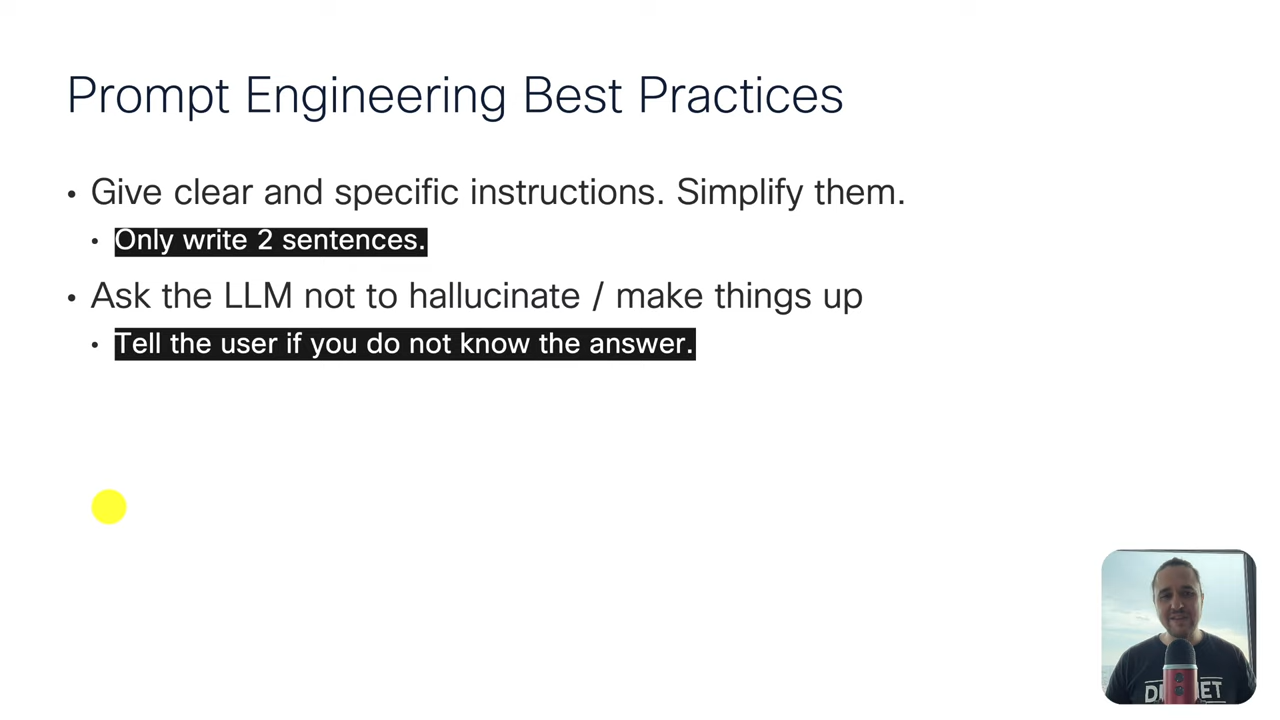 Prompt Engineering Best Practices
• Give clear and specific instructions. Simplify them.
• Only write 2 sentences.
• Ask the LLM not to hallucinate / make things up
• Tell the user if you do not know the answer.